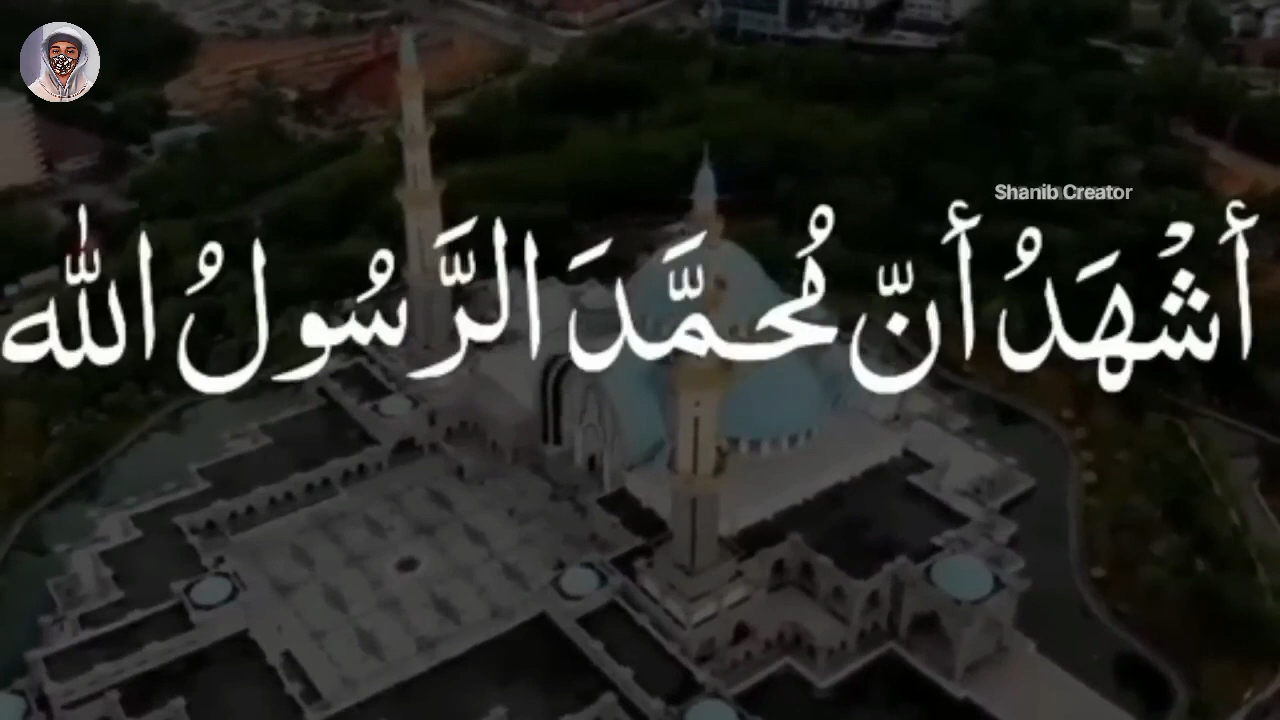 Shanib Creator
أَشْهَدُ أَنّ مُحَمَّدَ الرَّسُولُ اللّٰه